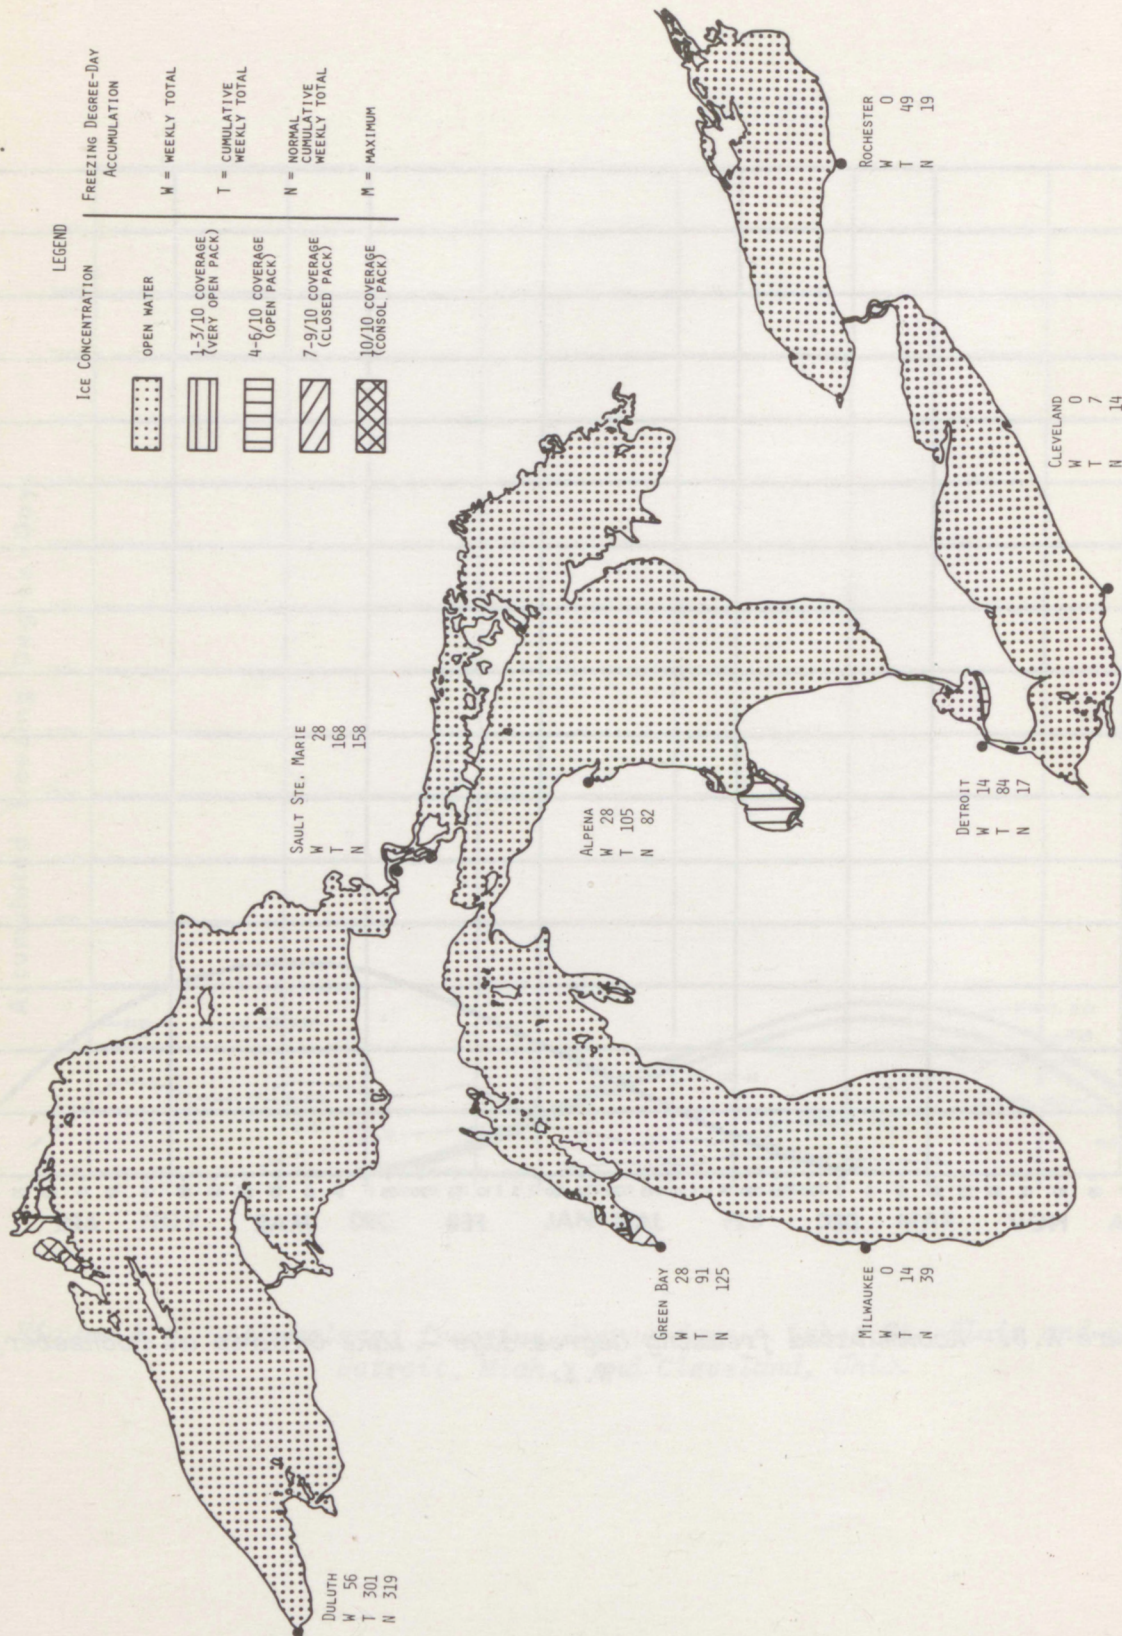 LEGEND
ICE CONCENTRATION
OPEN WATER
1-3/10 COVERAGE
(VERY OPEN PACK)
4-6/10 COVERAGE
(OPEN PACK)
7-9/10 COVERAGE
(CLOSED PACK)
10/10 COVERAGE
(CONSOL PACK)
FREEZING DEGREE-DAY
ACCUMULATION
W = WEEKLY TOTAL
T = CUMULATIVE
WEEKLY TOTAL
N = NORMAL
CUMULATIVE
WEEKLY TOTAL
M = MAXIMUM
DULUTH
W 56
T 301
N 319
SAULT STE. MARIE
W 28
T 168
N 158
GREEN BAY
W 28
T 91
N 125
ALPENA
W 28
T 105
N 82
MILWAUKEE
W 0
T 14
N 39
DETROIT
W 14
T 84
N 17
CLEVELAND
W 0
T 7
N 14
ROCHESTER
W 0
T 49
N 19